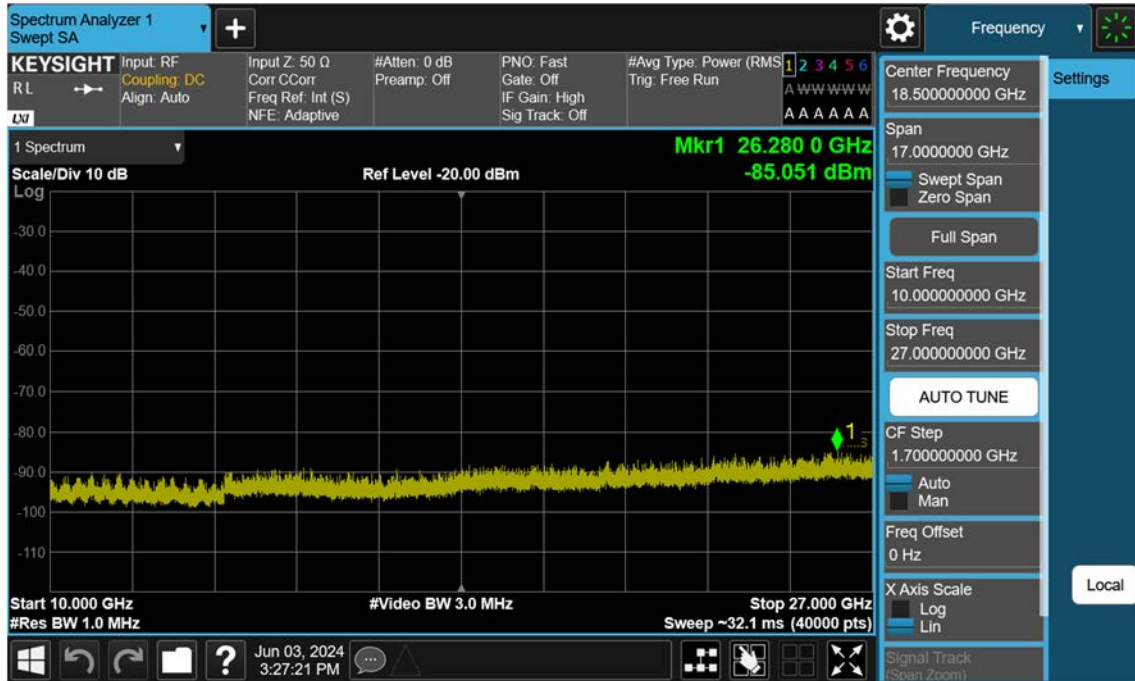 Spectrum Analyzer 1
Swept SA
+
Frequency
KEYSIGHT
R L
LXI
Input: RF
Coupling: DC
Align: Auto
Input Z: 50 Ω
Corr CCorr
Freq Ref: Int (S)
NFE: Adaptive
#Atten: 0 dB
Preamp: Off
PNO: Fast
Gate: Off
IF Gain: High
Sig Track: Off
#Avg Type: Power (RMS
Trig: Free Run
1 2 3 4 5 6
A W W W W W
A A A A A A
1 Spectrum
Scale/Div 10 dB
Log
Ref Level -20.00 dBm
Mkr1 26.280 0 GHz
-85.051 dBm
-30.0
-40.0
-50.0
-60.0
-70.0
-80.0
-90.0
-100
-110
1
S
Start 10.000 GHz
#Res BW 1.0 MHz
#Video BW 3.0 MHz
Stop 27.000 GHz
Sweep ~32.1 ms (40000 pts)
Center Frequency
18.500000000 GHz
Span
17.0000000 GHz
Swept Span
Zero Span
Full Span
Start Freq
10.000000000 GHz
Stop Freq
27.000000000 GHz
AUTO TUNE
CF Step
1.700000000 GHz
Auto
Man
Freq Offset
0 Hz
X Axis Scale
Log
Lin
Signal Track
(Span Zoom)
Settings
Local
?
Jun 03, 2024
3:27:21 PM